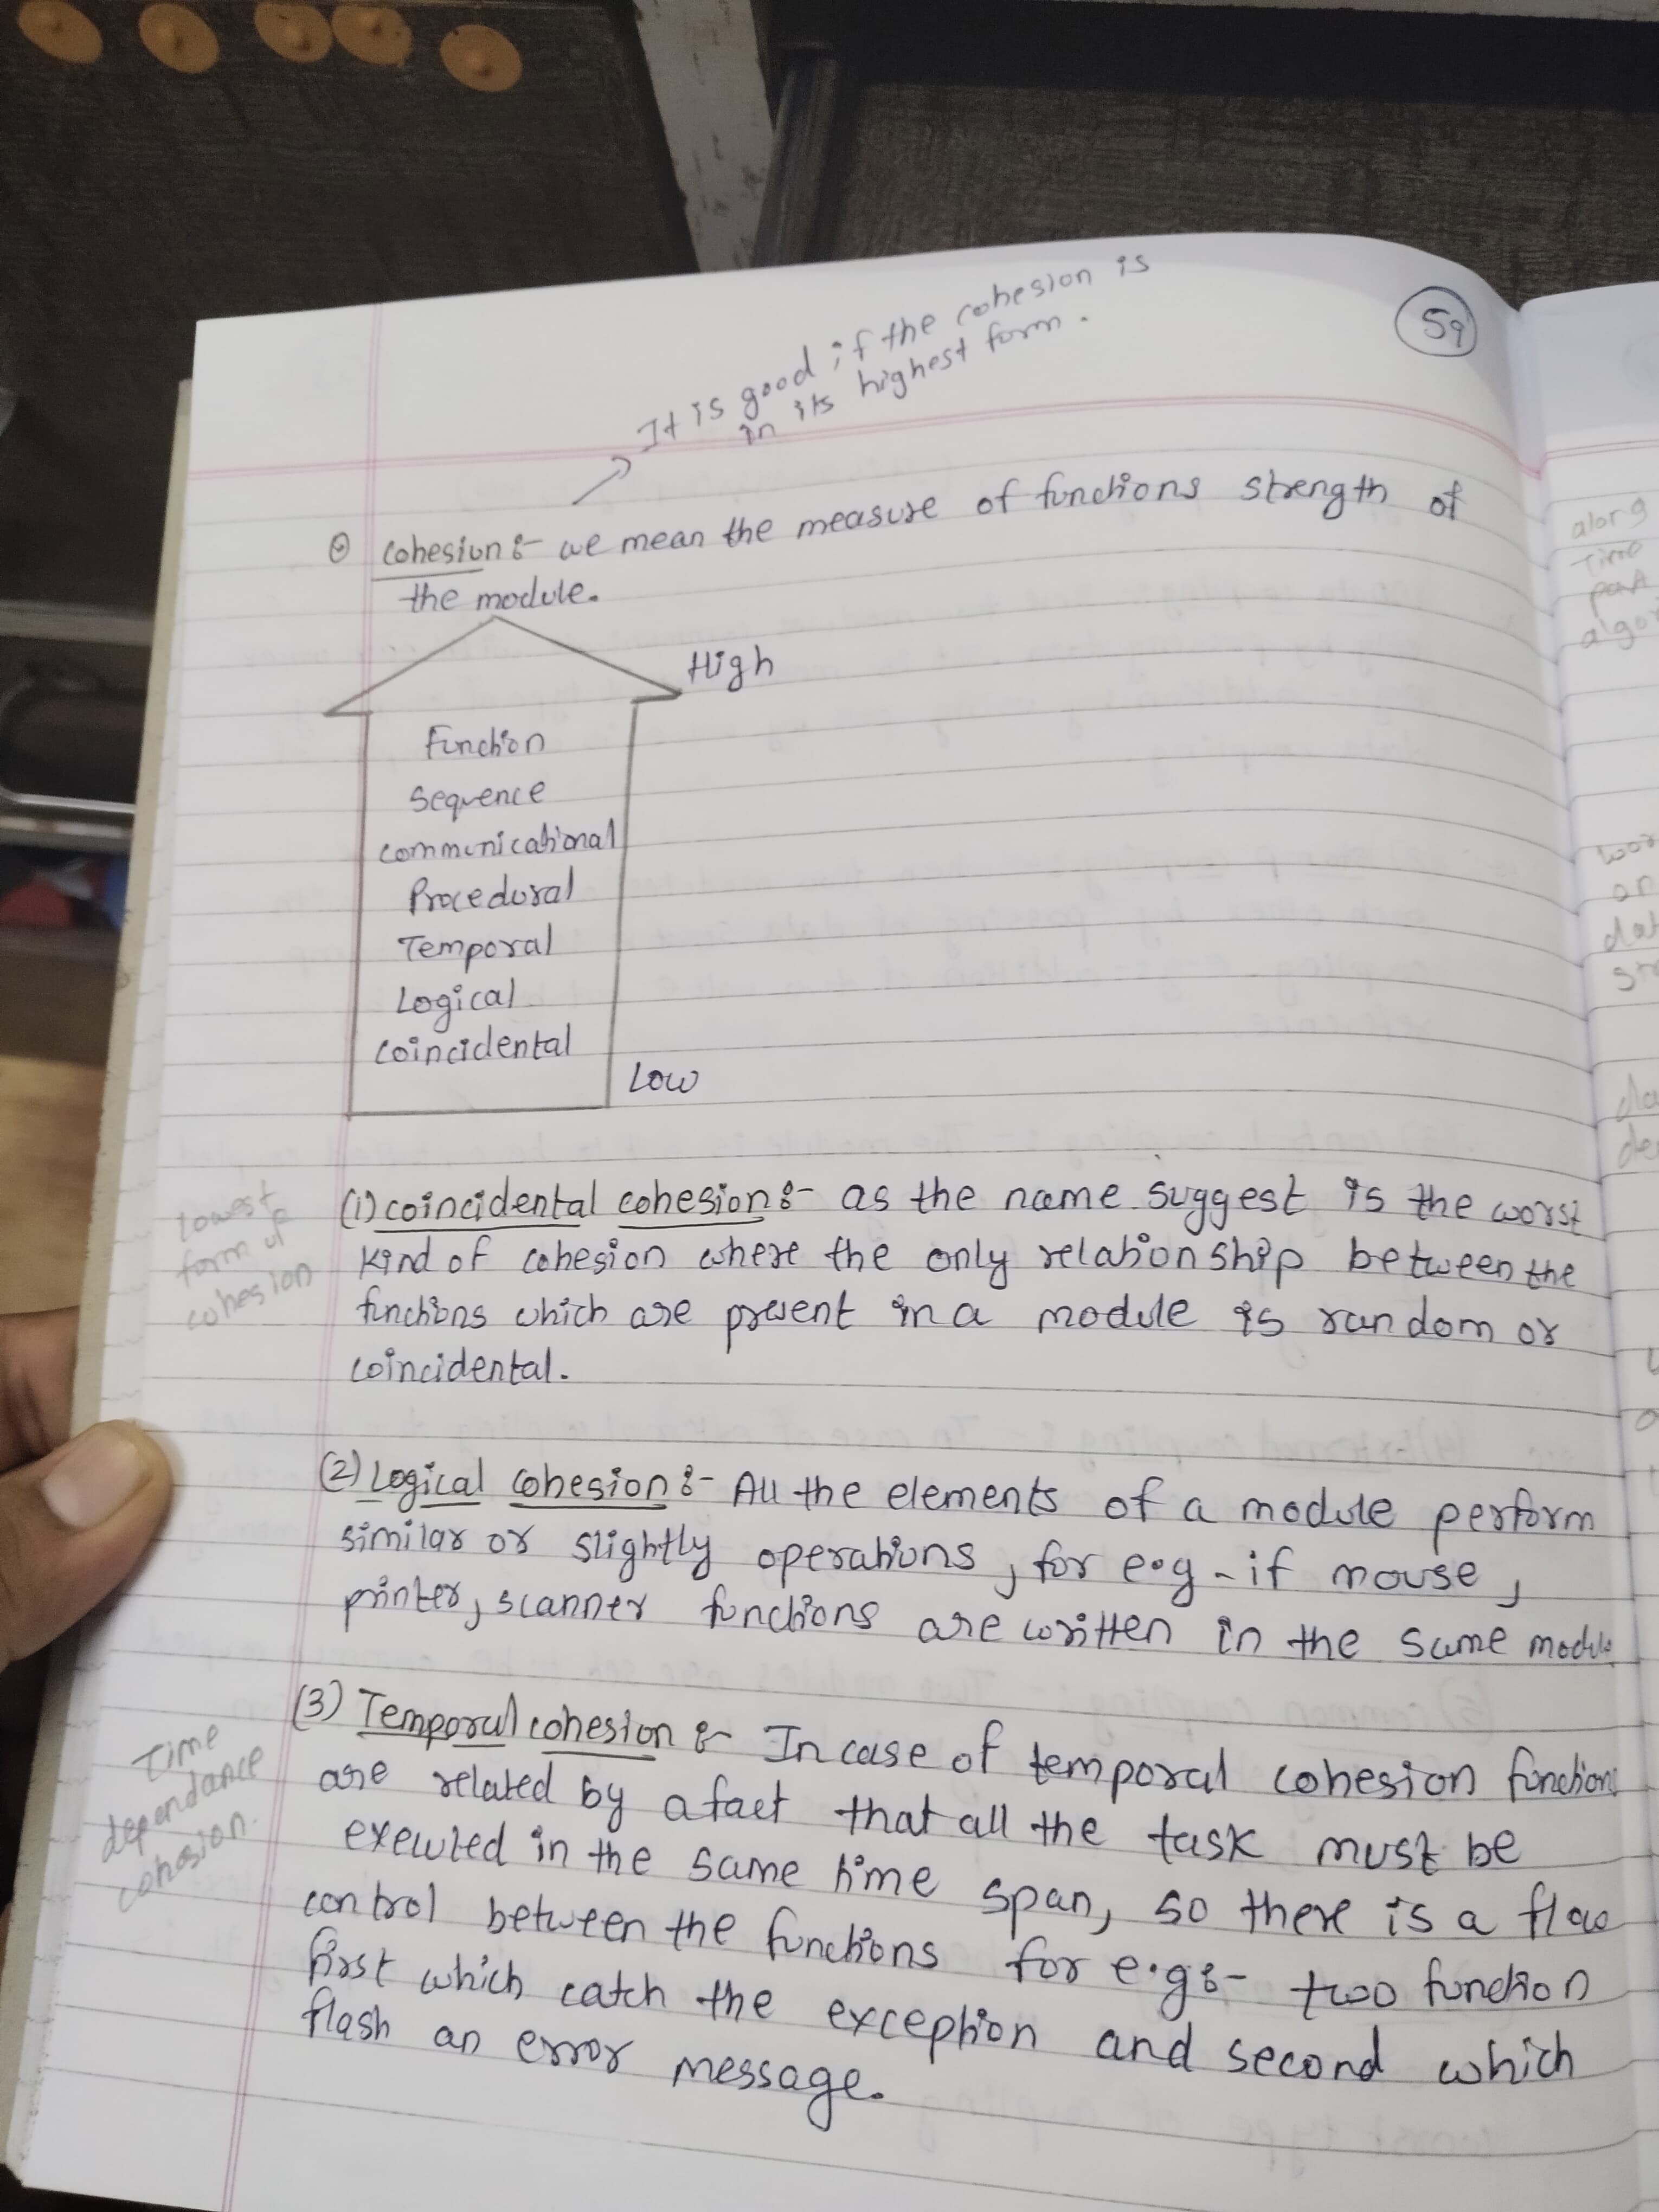 It is good if the cohesion is
in its highest form.
59
cohesion :- we mean the measure of functions strength of
the module.
High
Function
Sequence
communicational
Procedural
Temporal
Logical
coincidental
Low
(1) coincidental cohesion :- as the name suggest is the worst
kind of cohesion where the only relationship between the
functions which are present in a module is random or
coincidental.
lowest
form of
cohesion
(2) Logical cohesion :- All the elements of a module perform
similar or slightly operations, for e.g - if mouse,
printer, scanner functions are written in the same module
(3) Temporal cohesion :- In case of temporal cohesion functions
are related by a fact that all the task must be
executed in the same time span, so there is a flow
control between the functions for e.g :- two function
first which catch the exception and second which
flash an error message.
Time
dependance
cohesion.
along
Time
part